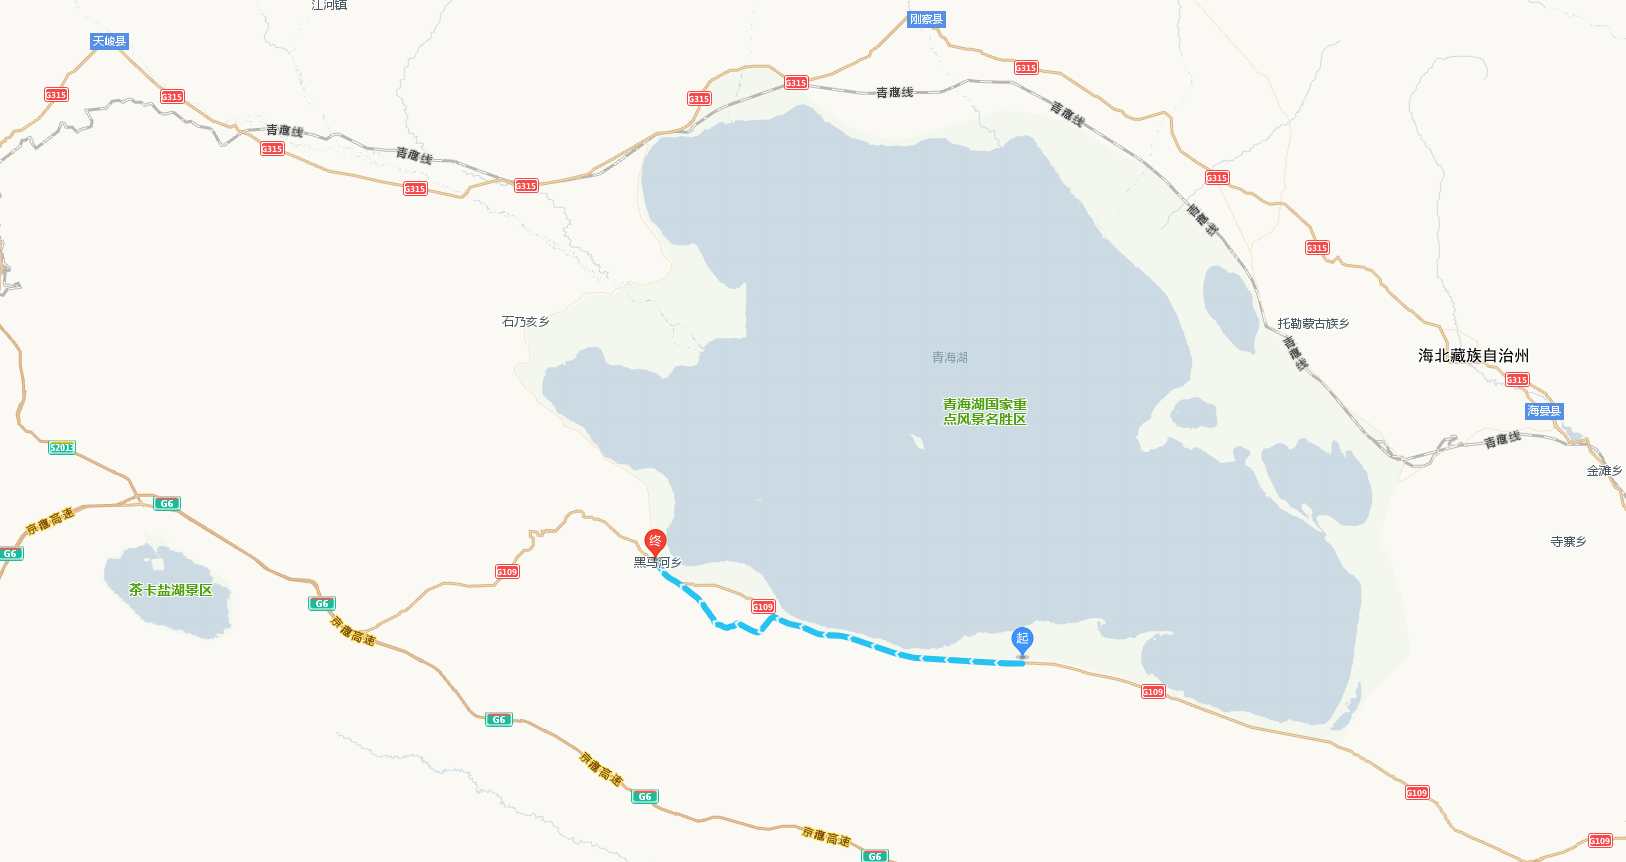 江河镇
刚察县
天峻县
G315
G315
G315
G315
G315
青藏线
G315
青藏线
青藏线
G315
青藏线
G315
G315
G315
青藏线
G315
石乃亥乡
托勒蒙古族乡
青藏线
青海湖
海北藏族自治州
G315
青海湖国家重
点风景名胜区
海晏县
青藏线
S2013
金滩乡
G6
京藏高速
G6
终
寺寨乡
黑马河乡
G109
茶卡盐湖景区
G6
G109
京藏高速
起
G109
G6
京藏高速
G109
G6
京藏高速
G109
G6